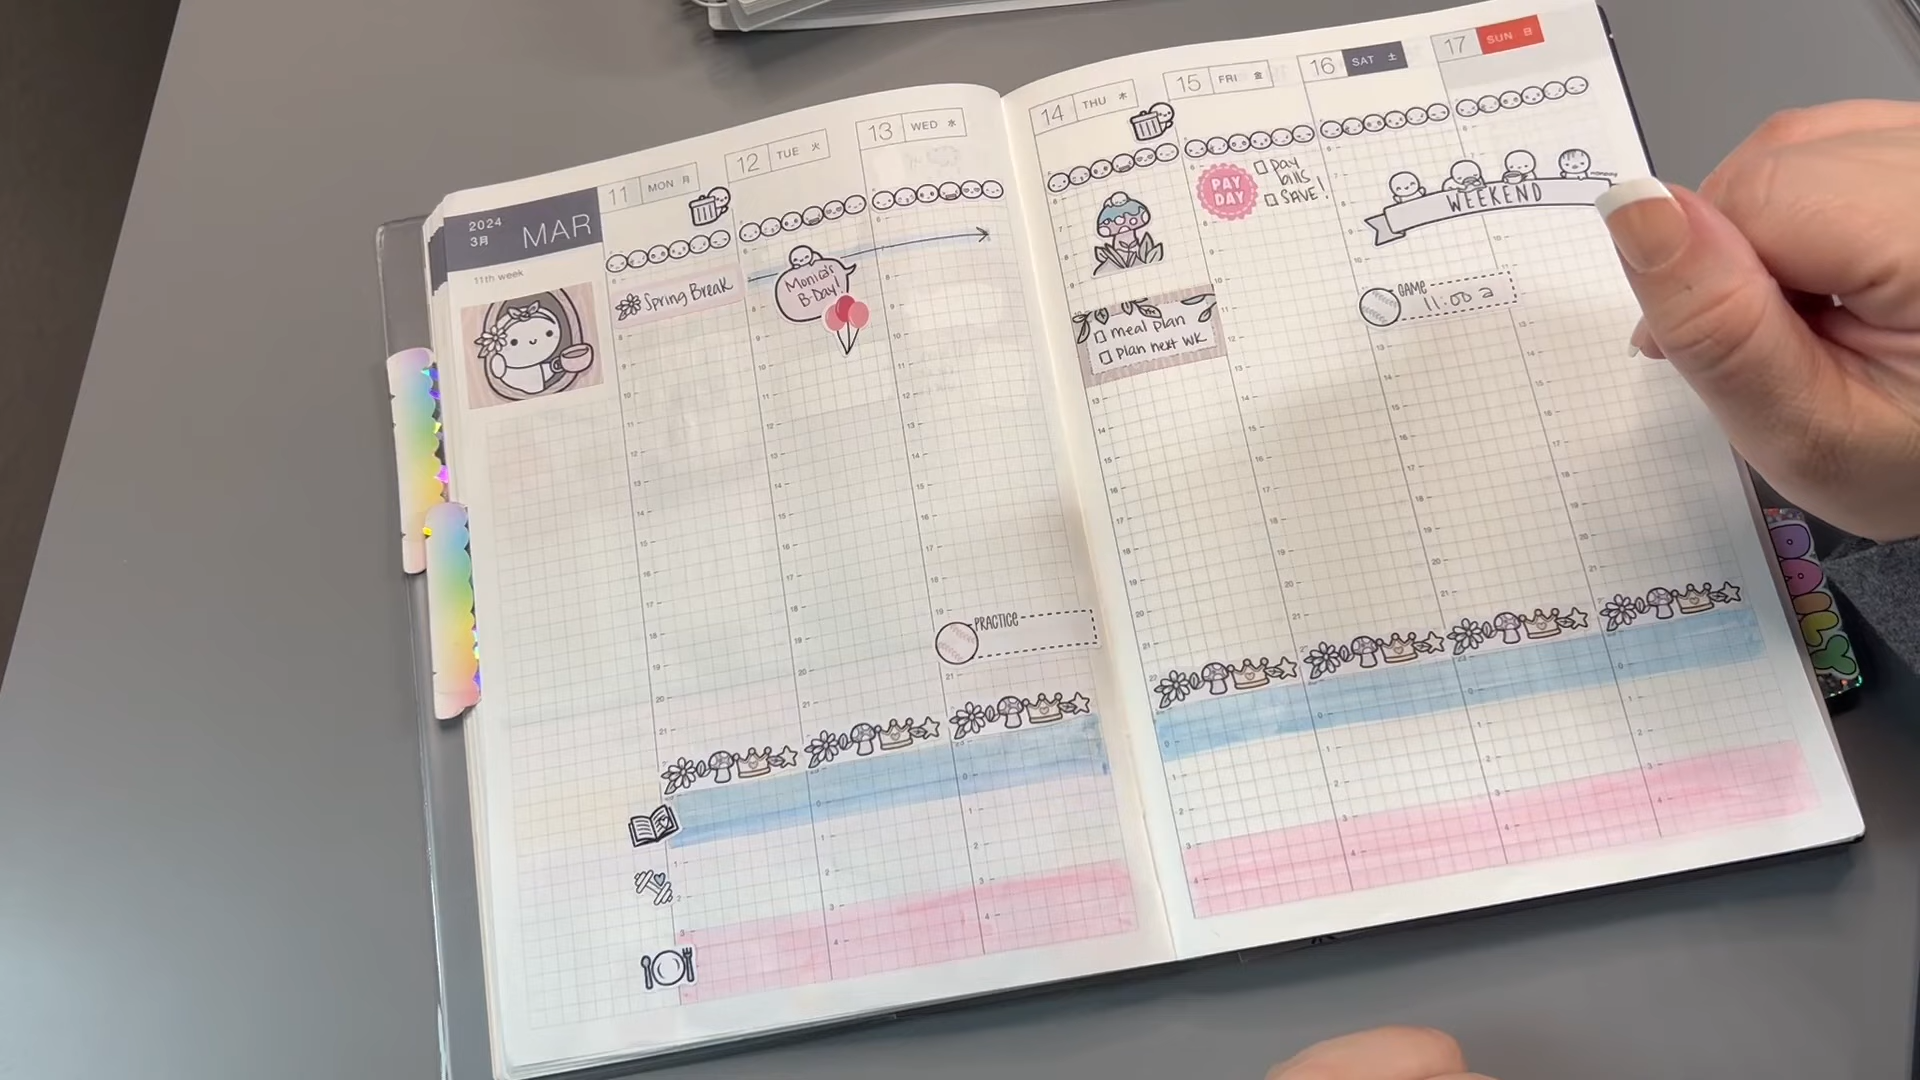 2024
3月
MAR
11th week
11 MON 月
12 TUE 火
13 WED 水
14 THU 木
15 FRI 金
16 SAT 土
17 SUN 日
Spring Break
Monica's
B-Day!
PRACTICE
meal plan
plan next WK
PAY
DAY
Pay
bills
SAVE!
WEEKEND
GAME
11:00 a
DAILY